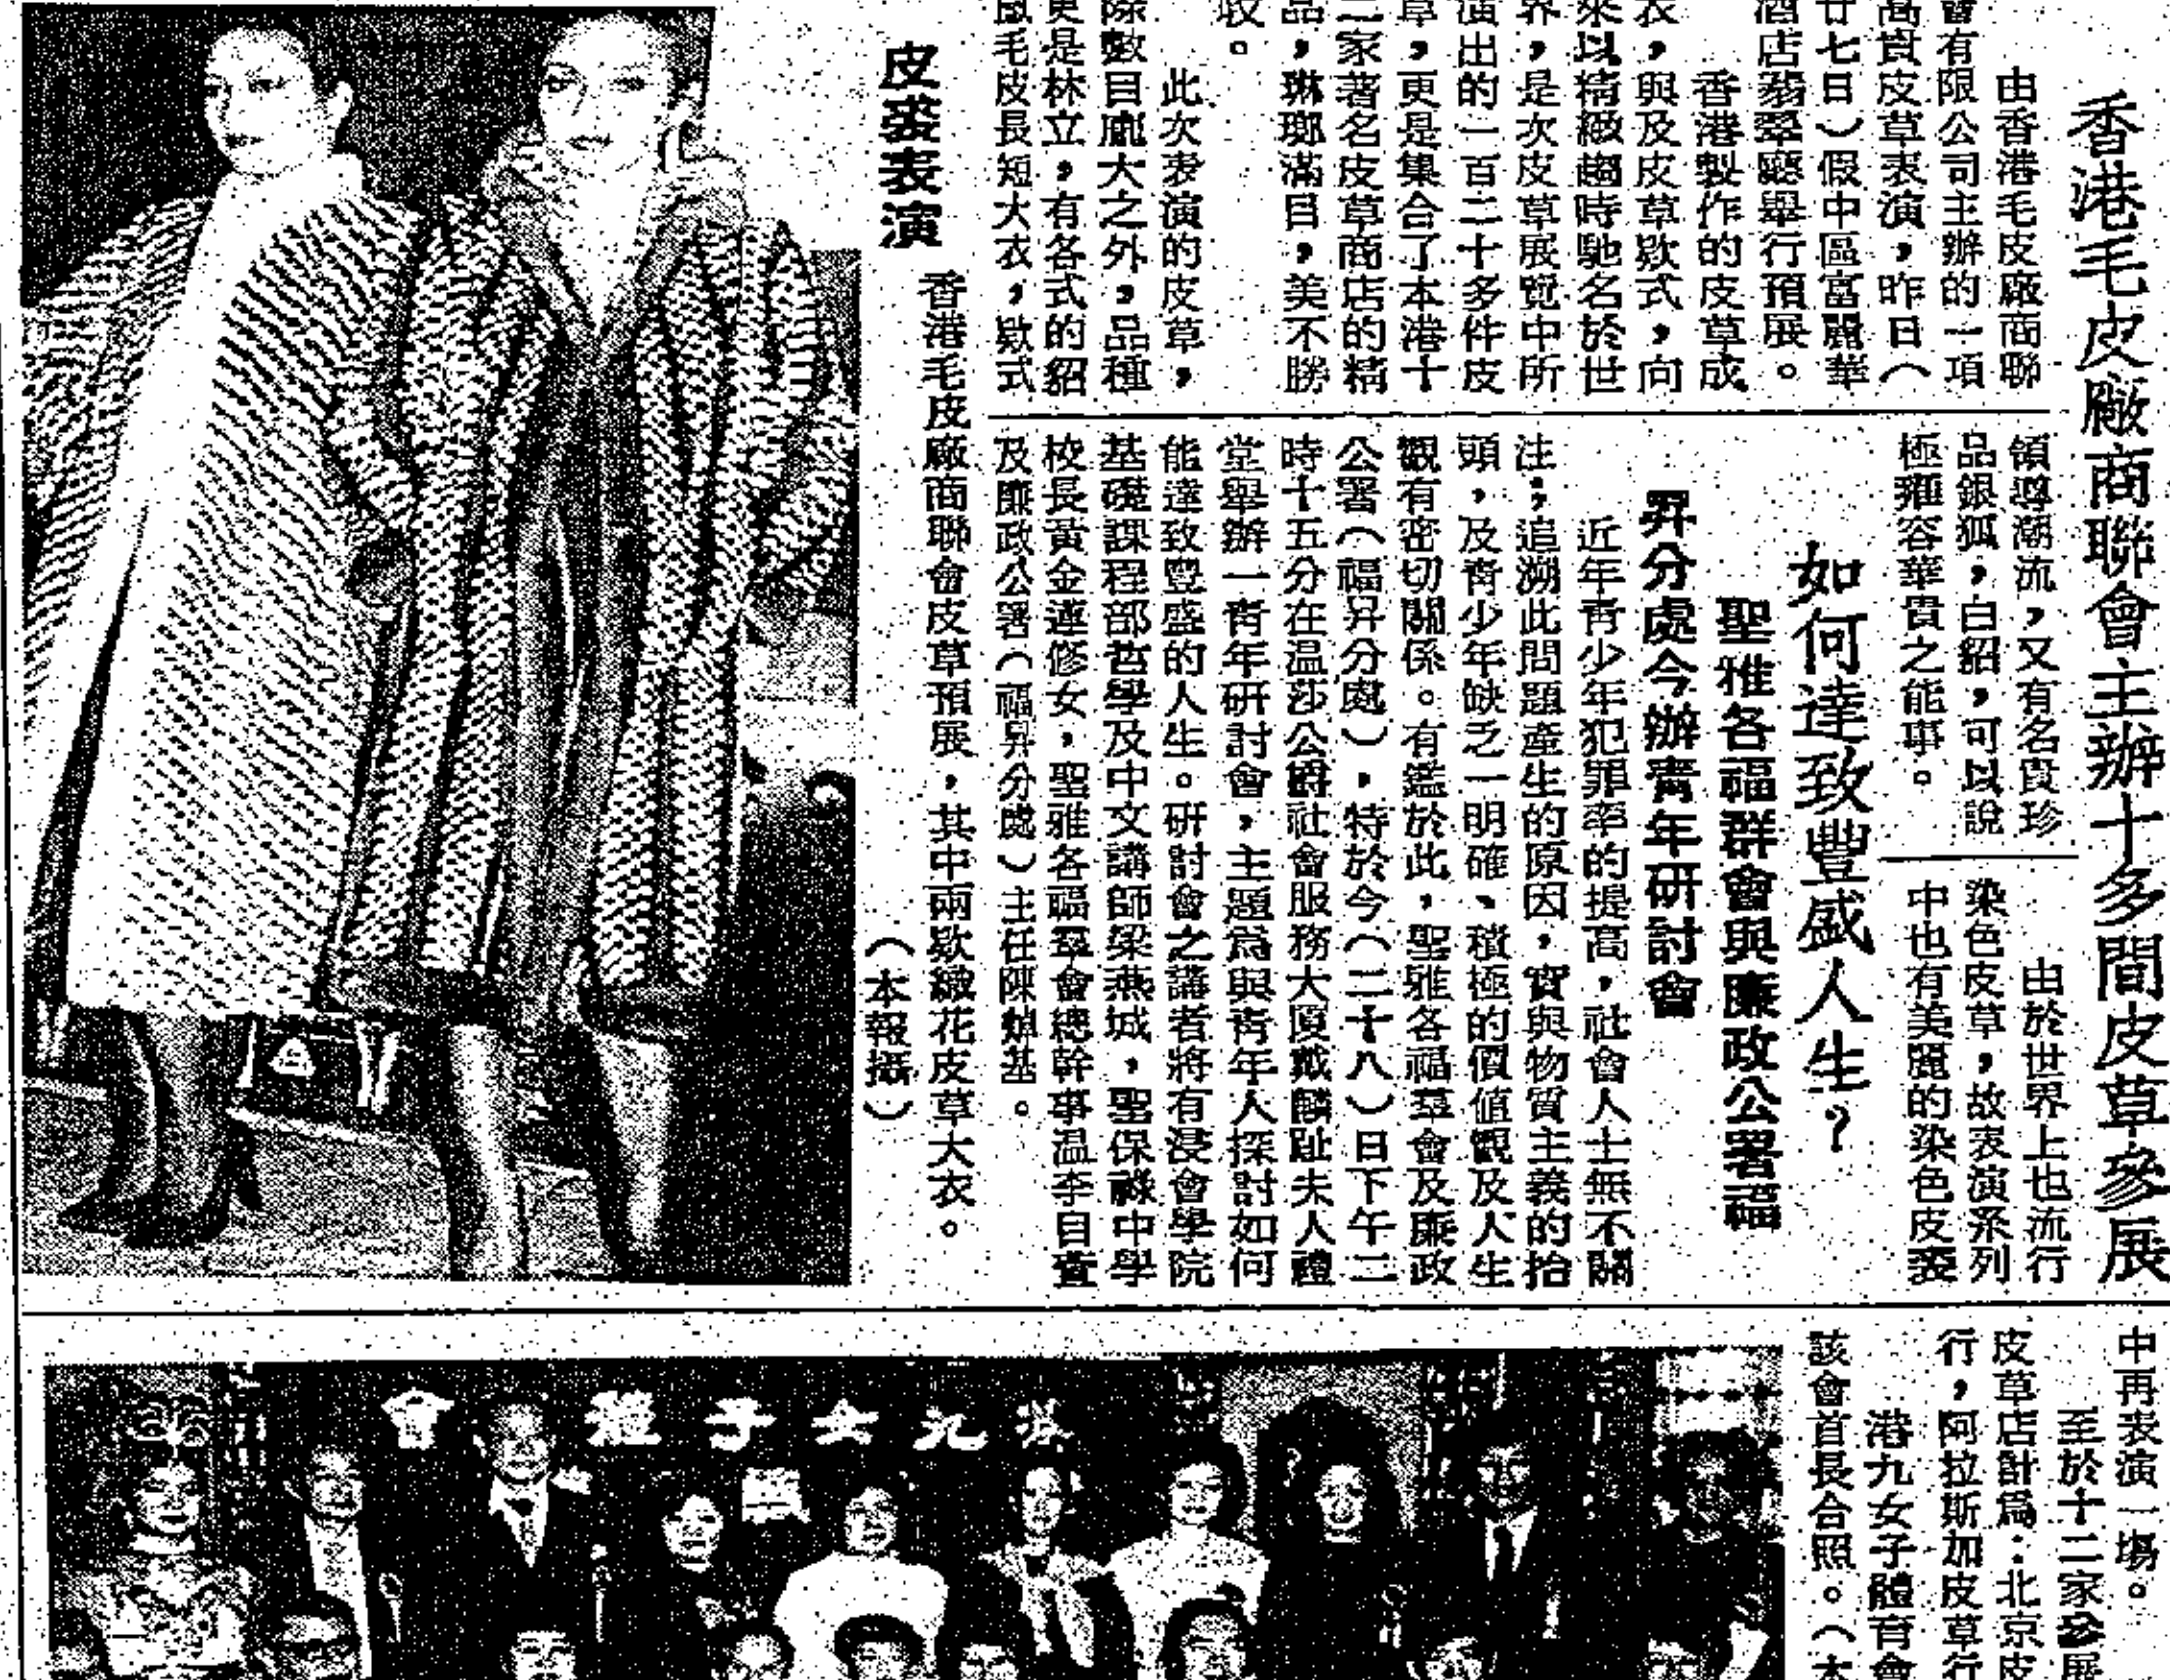 香港毛皮廠商聯會主辦十多間皮草參展
由香港毛皮廠商聯
會有限公司主辦的一項
高貴皮草表演，昨日（
廿七日）假中區富麗華
酒店翡翠廳舉行預展。
香港製作的皮草成
衣，與及皮草欵式，向
來以精緻趨時馳名於世
界，是次皮草展覽中所
演出的一百二十多件皮
草，更是集合了本港十
二家著名皮草商店的精
品，琳瑯滿目，美不勝
收。
此次表演的皮草，
除數目龐大之外，品種
更是林立，有各式的貂
鼠毛皮長短大衣，欵式
領導潮流，又有名貴珍
品銀狐，白貂，可以說
極雍容華貴之能事。
由於世界上也流行
染色皮草，故表演系列
中也有美麗的染色皮裘
皮裘表演
香港毛皮廠商聯會皮草預展，其中兩欵緻花皮草大衣。
（本報攝）
如何達致豐盛人生？
聖雅各福群會與廉政公署福
昇分處今辦青年研討會
近年青少年犯罪率的提高，社會人士無不關
注；追溯此問題產生的原因，實與物質主義的抬
頭，及青少年缺乏一明確、積極的價值觀及人生
觀有密切關係。有鑑於此，聖雅各福羣會及廉政
公署（福昇分處），特於今（二十八）日下午二
時十五分在温莎公爵社會服務大厦戴麟趾夫人禮
堂舉辦一青年研討會，主題為與青年人探討如何
能達致豐盛的人生。研討會之講者將有浸會學院
基礎課程部哲學及中文講師梁燕城，聖保祿中學
校長黃金蓮修女，聖雅各福羣會總幹事温李自查
及廉政公署（福昇分處）主任陳焯基。
中再表演一場。
至於十二家參展
皮草店計為：北京皮
行，阿拉斯加皮草行
港九女子體育會
該會首長合照。（本
會 子女九港